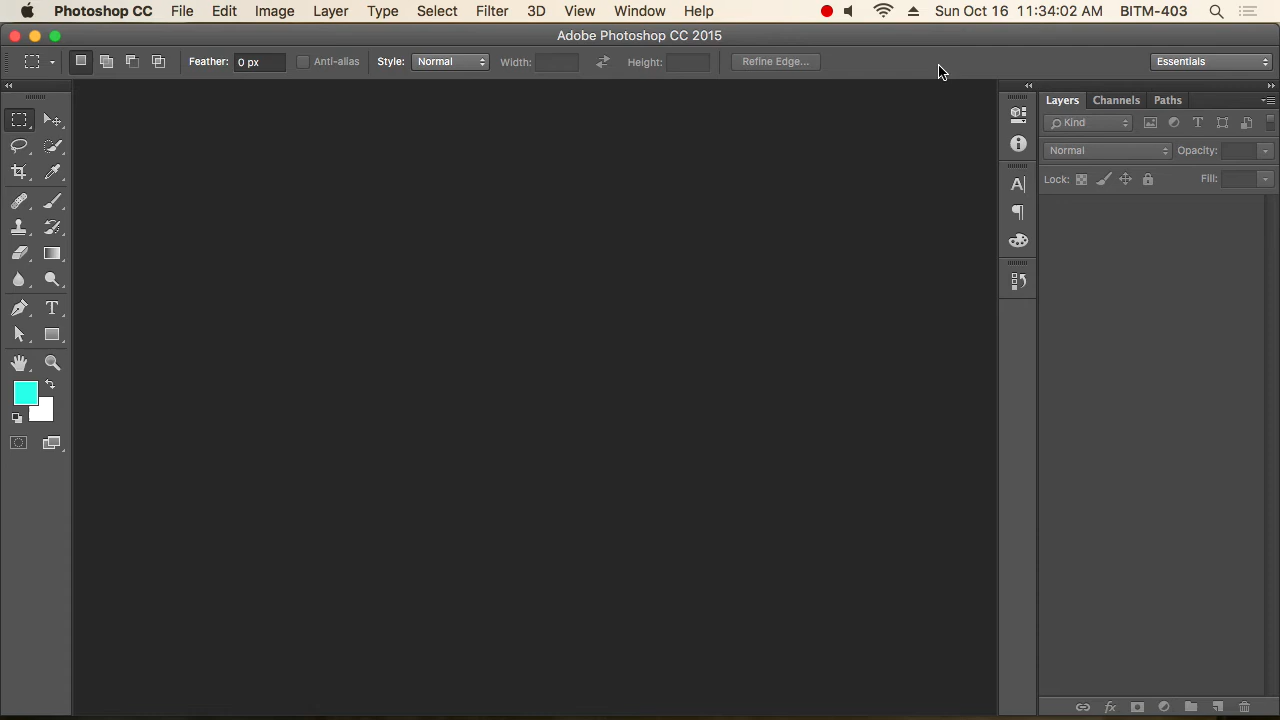 Photoshop CC File Edit Image Layer Type Select Filter 3D View Window Help Sun Oct 16 11:34:02 AM BITM-403
Adobe Photoshop CC 2015
Feather: 0 px Anti-alias Style: Normal Width: Height: Refine Edge... Essentials
Layers Channels Paths
Kind
Normal Opacity:
Lock: Fill: